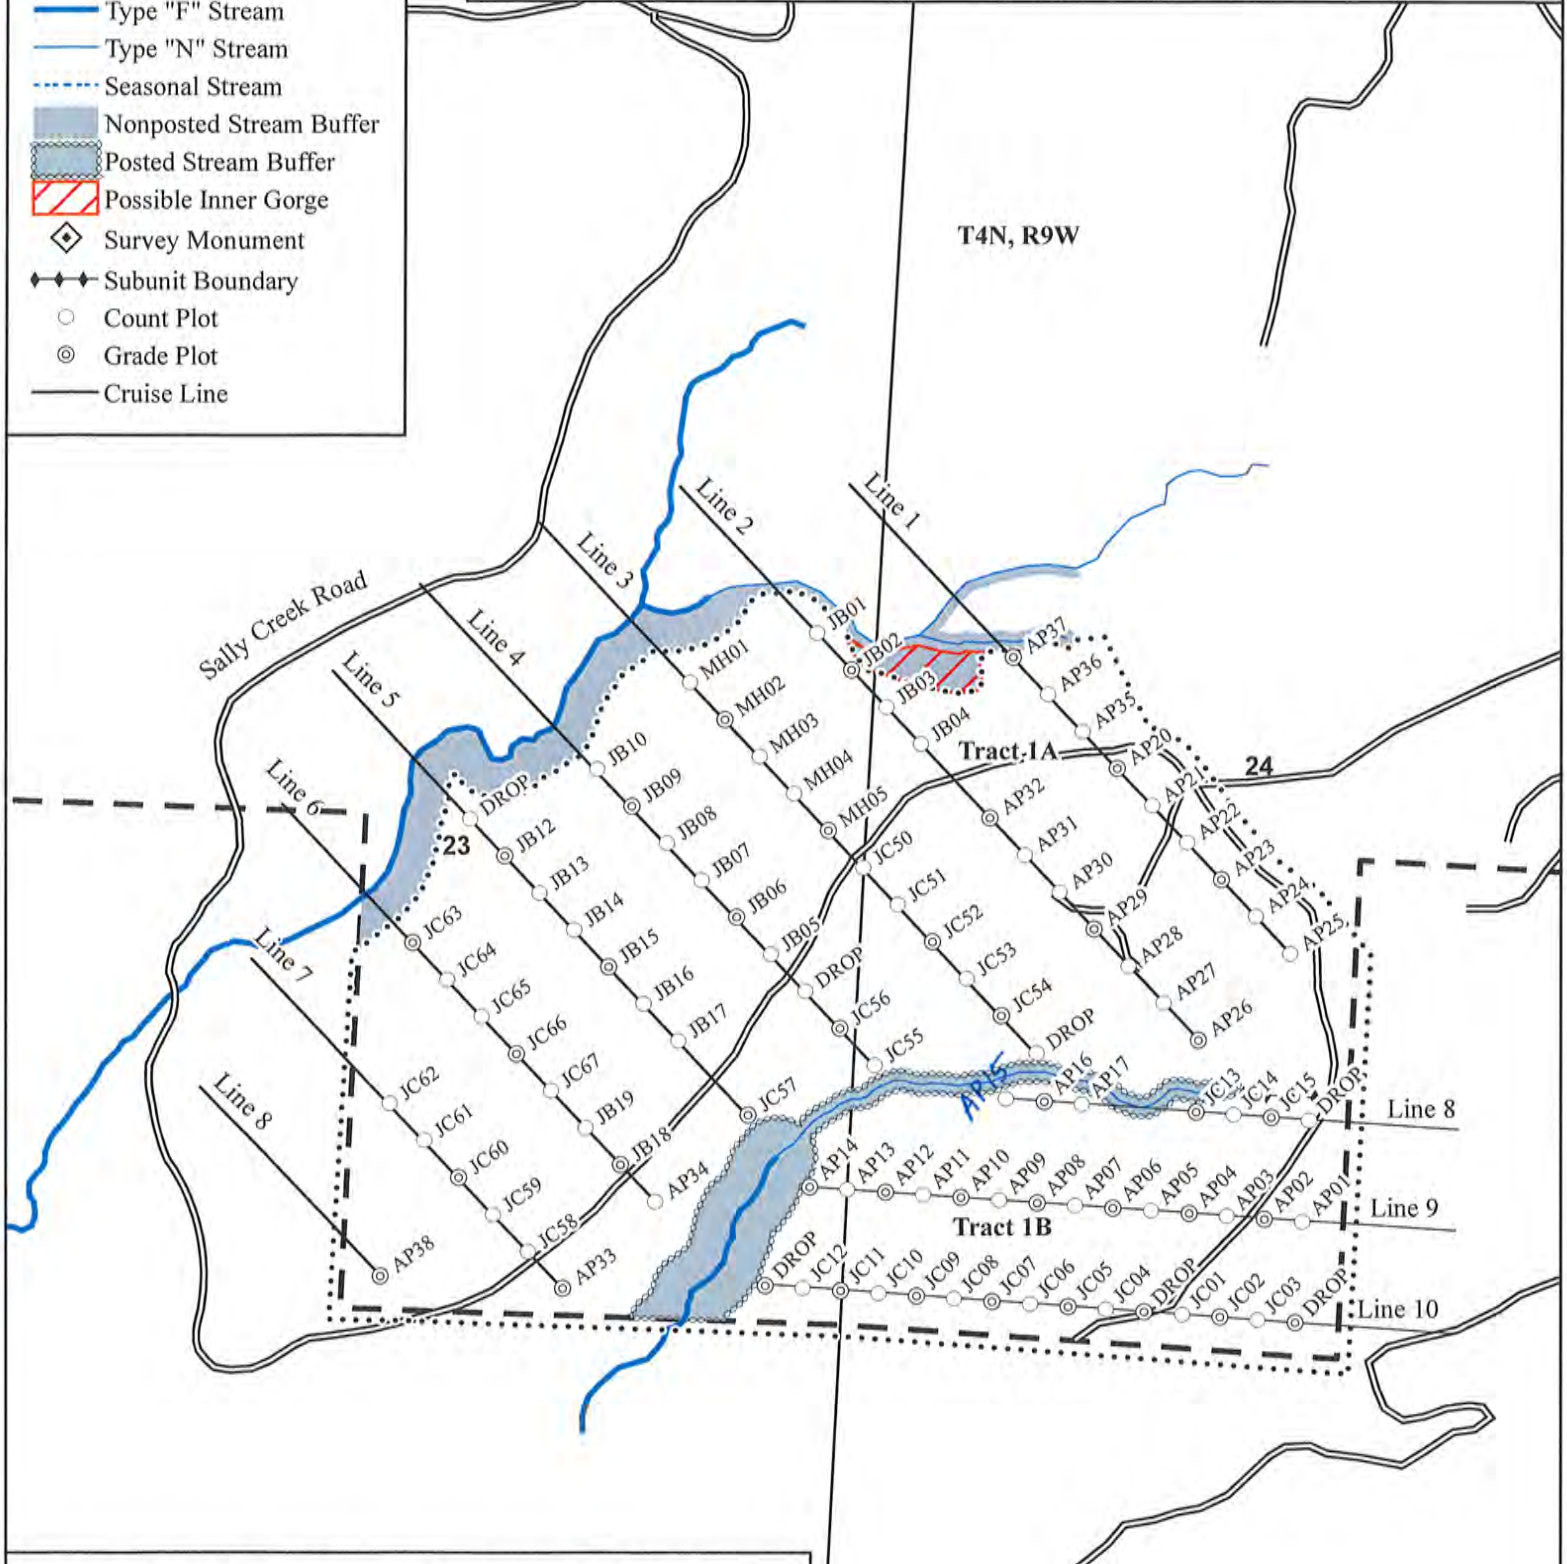 Type "F" Stream
Type "N" Stream
Seasonal Stream
Nonposted Stream Buffer
Posted Stream Buffer
Possible Inner Gorge
Survey Monument
Subunit Boundary
Count Plot
Grade Plot
Cruise Line
T4N, R9W
Sally Creek Road
Line 1
AP37
AP36
AP35
AP20
AP21
AP22
AP23
AP24
AP25
Line 2
JB01
JB02
JB03
JB04
Tract 1A
24
AP32
AP31
AP30
AP29
AP28
AP27
AP26
Line 3
MH01
MH02
MH03
MH04
MH05
JC50
JC51
JC52
JC53
JC54
DROP
Line 4
JB10
JB09
JB08
JB07
JB06
JB05
DROP
JC56
JC55
Line 5
DROP
23
JB12
JB13
JB14
JB15
JB16
JB17
JC57
Line 6
JC63
JC64
JC65
JC66
JC67
JB19
JB18
AP34
Line 7
JC62
JC61
JC60
JC59
JC58
AP33
Line 8
AP38
AP15
AP16
AP17
JC13
JC14
JC15
DROP
Line 8
AP14
AP13
AP12
AP11
AP10
AP09
AP08
AP07
AP06
AP05
AP04
AP03
AP02
AP01
Line 9
Tract 1B
DROP
JC12
JC11
JC10
JC09
JC08
JC07
JC06
JC05
JC04
DROP
JC01
JC02
JC03
DROP
Line 10